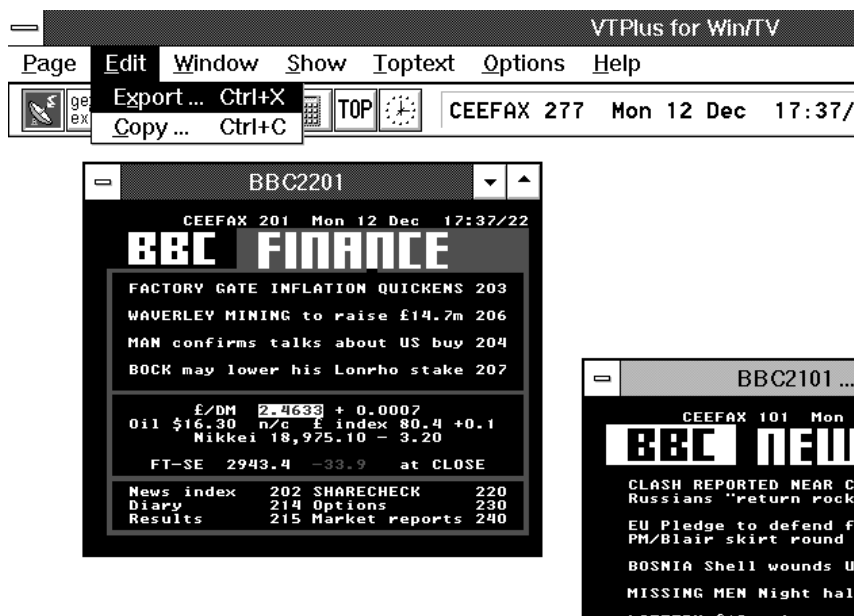 VTPlus for Win/TV
Page Edit Window Show Toptext Options Help
Export ... Ctrl+X
Copy ... Ctrl+C
TOP
CEEFAX 277 Mon 12 Dec 17:37/
BBC2201
CEEFAX 201 Mon 12 Dec 17:37/22
BBC FINANCE
FACTORY GATE INFLATION QUICKENS 203
WAVERLEY MINING to raise £14.7m 206
MAN confirms talks about US buy 204
BOCK may lower his Lonrho stake 207
£/DM 2.4633 + 0.0007
Oil $16.30 n/c £ index 80.4 +0.1
Nikkei 18,975.10 - 3.20
FT-SE 2943.4 -33.9 at CLOSE
News index 202 SHARECHECK 220
Diary 214 Options 230
Results 215 Market reports 240
BBC2101 ...
CEEFAX 101 Mon
BBC NEW
CLASH REPORTED NEAR C
Russians "return rock
EU Pledge to defend f
PM/Blair skirt round
BOSNIA Shell wounds U
MISSING MEN Night hal